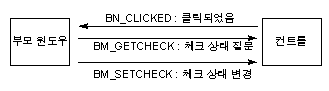 BN_CLICKED : 클릭되었음
부모 윈도우
BM_GETCHECK : 체크 상태 질문
컨트롤
BM_SETCHECK : 체크 상태 변경